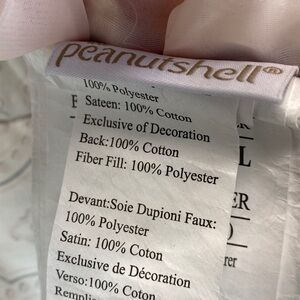 peanutshell®
100% Polyester
Sateen: 100% Cotton
Exclusive of Decoration
Back:100% Cotton
Fiber Fill: 100% Polyester
Devant:Soie Dupioni Faux:
100% Polyester
Satin: 100% Coton
Exclusive de Décoration
Verso:100% Coton